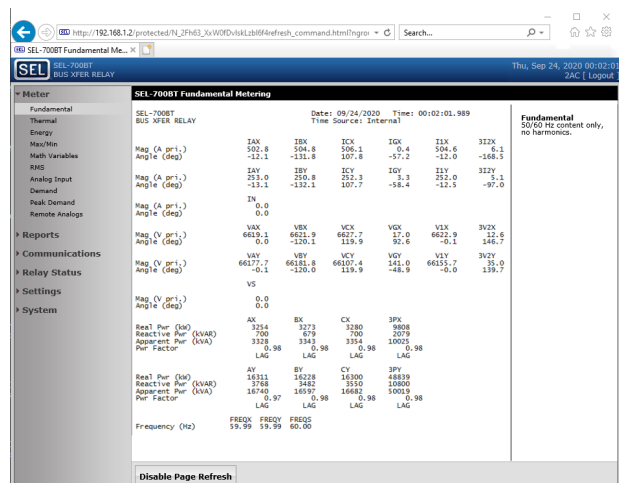 http://192.168.1.2/protected/N_2Fh63_XxW0fDvlskLzbl6f4refresh_command.html?ngro
Search...
SEL-700BT Fundamental Me...
SEL SEL-700BT
BUS XFER RELAY
Thu, Sep 24, 2020 00:02:01
2AC [ Logout ]
Meter
Fundamental
Thermal
Energy
Max/Min
Math Variables
RMS
Analog Input
Demand
Peak Demand
Remote Analogs
Reports
Communications
Relay Status
Settings
System
SEL-700BT Fundamental Metering
SEL-700BT Date: 09/24/2020 Time: 00:02:01.989
BUS XFER RELAY Time Source: Internal
IAX IBX ICX IGX I1X 3I2X
Mag (A pri.) 502.8 504.8 506.1 0.4 504.6 6.1
Angle (deg) -12.1 -131.8 107.8 -57.2 -12.0 -168.5
IAY IBY ICY IGY I1Y 3I2Y
Mag (A pri.) 253.0 250.8 252.3 3.3 252.0 5.1
Angle (deg) -13.1 -132.1 107.7 -58.4 -12.5 -97.0
IN
Mag (A pri.) 0.0
Angle (deg) 0.0
VAX VBX VCX VGX V1X 3V2X
Mag (V pri.) 6619.1 6621.9 6627.7 17.0 6622.9 12.6
Angle (deg) 0.0 -120.1 119.9 92.6 -0.1 146.7
VAY VBY VCY VGY V1Y 3V2Y
Mag (V pri.) 66177.7 66181.8 66107.4 141.0 66155.7 35.0
Angle (deg) -0.1 -120.0 119.9 -48.9 -0.0 139.7
VS
Mag (V pri.) 0.0
Angle (deg) 0.0
AX BX CX 3PX
Real Pwr (kW) 3254 3273 3280 9808
Reactive Pwr (kVAR) 700 679 700 2079
Apparent Pwr (kVA) 3328 3343 3354 10025
Pwr Factor 0.98 0.98 0.98 0.98
LAG LAG LAG LAG
AY BY CY 3PY
Real Pwr (kW) 16311 16228 16300 48839
Reactive Pwr (kVAR) 3768 3482 3550 10800
Apparent Pwr (kVA) 16740 16597 16682 50019
Pwr Factor 0.97 0.98 0.98 0.98
LAG LAG LAG LAG
FREQX FREQY FREQS
Frequency (Hz) 59.99 59.99 60.00
Fundamental
50/60 Hz content only,
no harmonics.
Disable Page Refresh